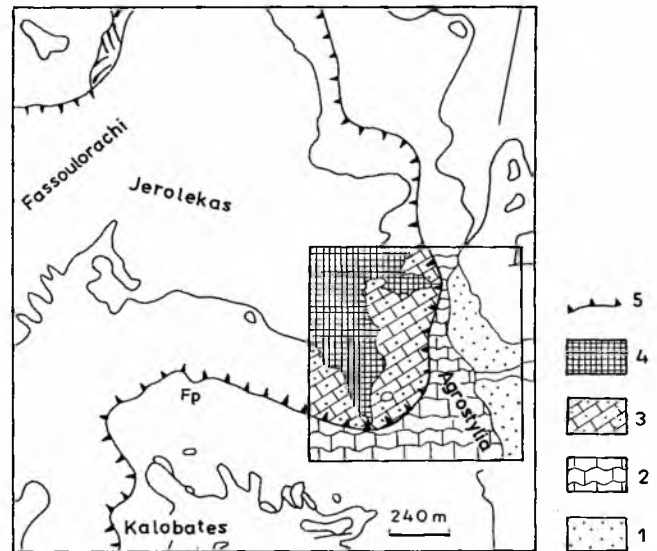 Fassoulorachi
Jerolekas
Fp
Agrostylia
Kalobates
240 m
5
4
3
2
1